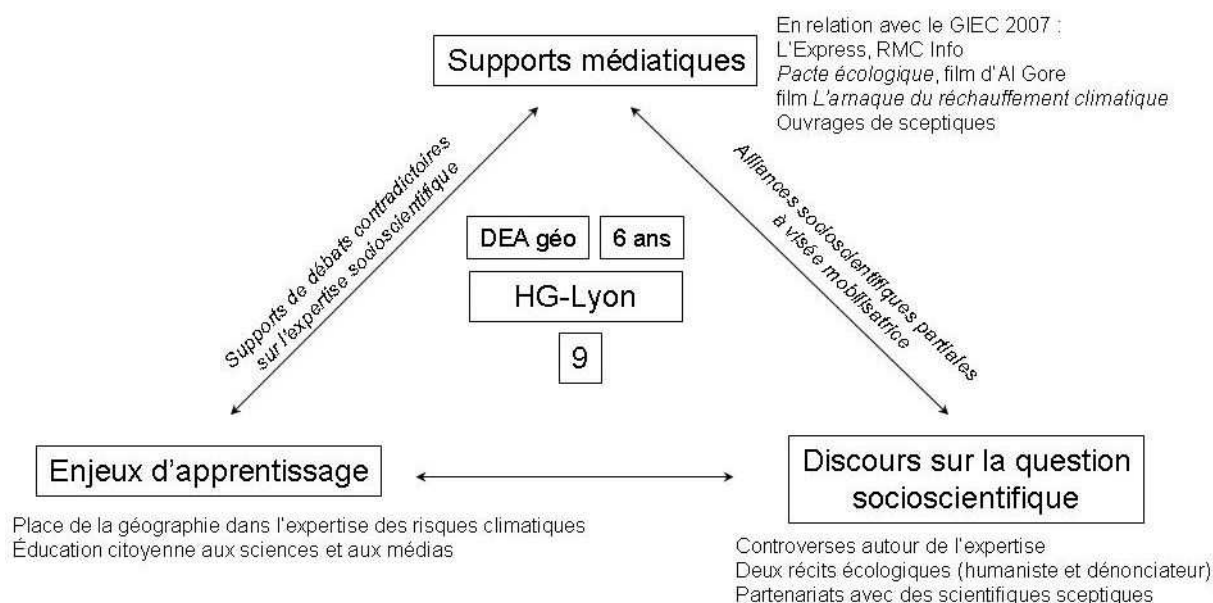 En relation avec le GIEC 2007 :
L'Express, RMC Info
Pacte écologique, film d'Al Gore
film L'arnaque du réchauffement climatique
Ouvrages de sceptiques
Supports médiatiques
Supports de débats contradictoires
sur l'expertise socioscientifique
Alliances socioscientifiques partiales
à visée mobilisatrice
DEA géo
6 ans
HG-Lyon
9
Enjeux d'apprentissage
Place de la géographie dans l'expertise des risques climatiques
Éducation citoyenne aux sciences et aux médias
Discours sur la question
socioscientifique
Controverses autour de l'expertise
Deux récits écologiques (humaniste et dénonciateur)
Partenariats avec des scientifiques sceptiques